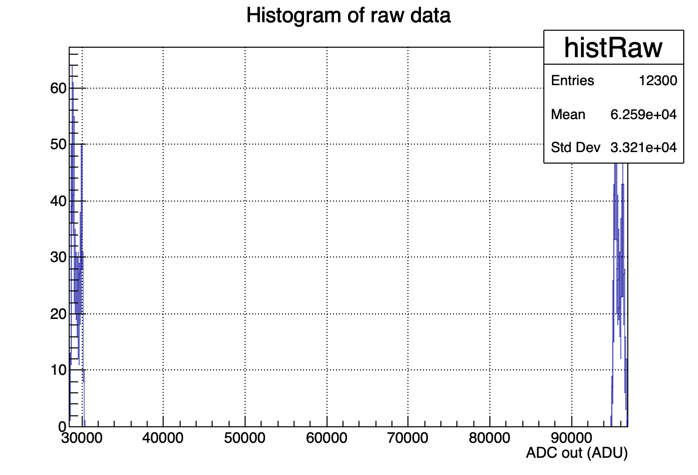 Histogram of raw data
histRaw
Entries 12300
Mean 6.259e+04
Std Dev 3.321e+04
60
50
40
30
20
10
0
30000 40000 50000 60000 70000 80000 90000
ADC out (ADU)